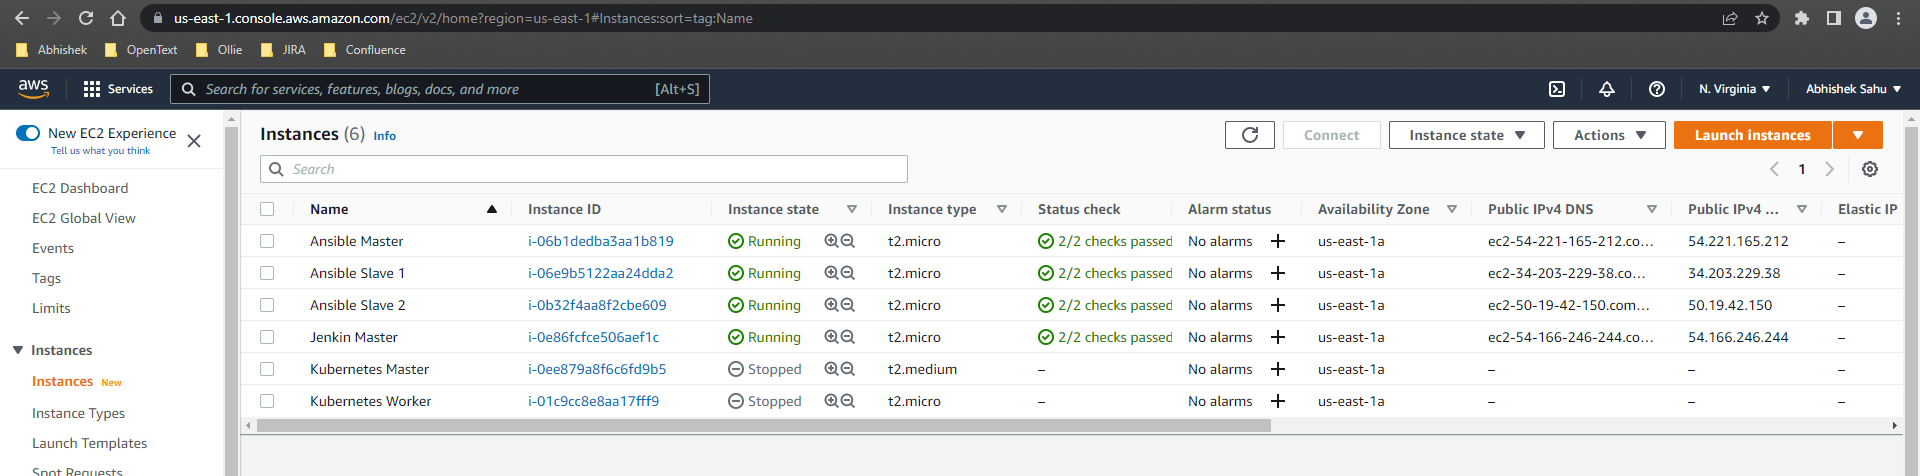 us-east-1.console.aws.amazon.com/ec2/v2/home?region=us-east-1#Instances:sort=tag:Name
Abhishek OpenText Ollie JIRA Confluence
aws Services Search for services, features, blogs, docs, and more [Alt+S] N. Virginia Abhishek Sahu
New EC2 Experience
Tell us what you think
EC2 Dashboard
EC2 Global View
Events
Tags
Limits
Instances
Instances New
Instance Types
Launch Templates
Spot Requests
Instances (6) Info Connect Instance state Actions Launch instances
Search 1
Name Instance ID Instance state Instance type Status check Alarm status Availability Zone Public IPv4 DNS Public IPv4 ... Elastic IP
Ansible Master i-06b1dedba3aa1b819 Running t2.micro 2/2 checks passed No alarms + us-east-1a ec2-54-221-165-212.co... 54.221.165.212 –
Ansible Slave 1 i-06e9b5122aa24dda2 Running t2.micro 2/2 checks passed No alarms + us-east-1a ec2-34-203-229-38.co... 34.203.229.38 –
Ansible Slave 2 i-0b32f4aa8f2cbe609 Running t2.micro 2/2 checks passed No alarms + us-east-1a ec2-50-19-42-150.com... 50.19.42.150 –
Jenkin Master i-0e86fcfce506aef1c Running t2.micro 2/2 checks passed No alarms + us-east-1a ec2-54-166-246-244.co... 54.166.246.244 –
Kubernetes Master i-0ee879a8f6c6fd9b5 Stopped t2.medium – No alarms + us-east-1a – – –
Kubernetes Worker i-01c9cc8e8aa17fff9 Stopped t2.micro – No alarms + us-east-1a – – –